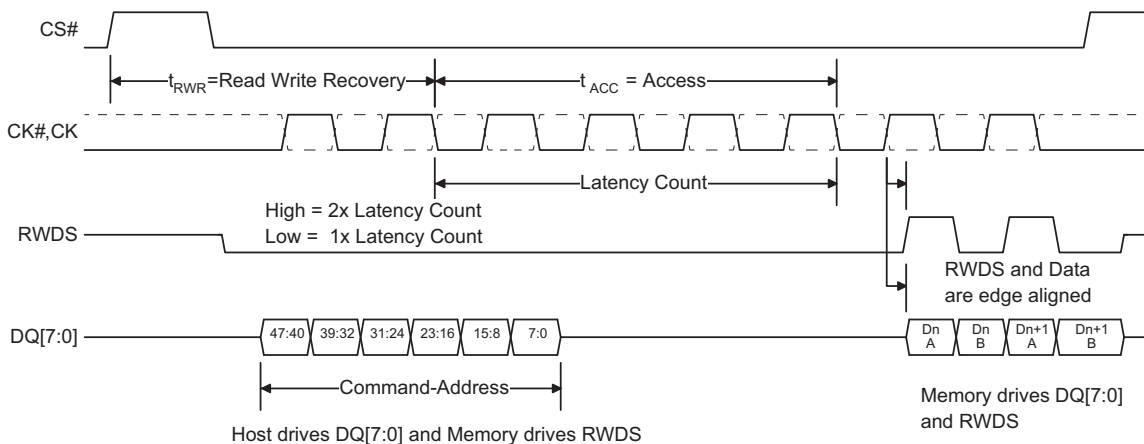 CS#
tRWR=Read Write Recovery
tACC = Access
CK#,CK
Latency Count
High = 2x Latency Count
Low = 1x Latency Count
RWDS
RWDS and Data
are edge aligned
DQ[7:0]
47:40 39:32 31:24 23:16 15:8 7:0
Dn Dn Dn+1 Dn+1
A B A B
Command-Address
Memory drives DQ[7:0]
and RWDS
Host drives DQ[7:0] and Memory drives RWDS